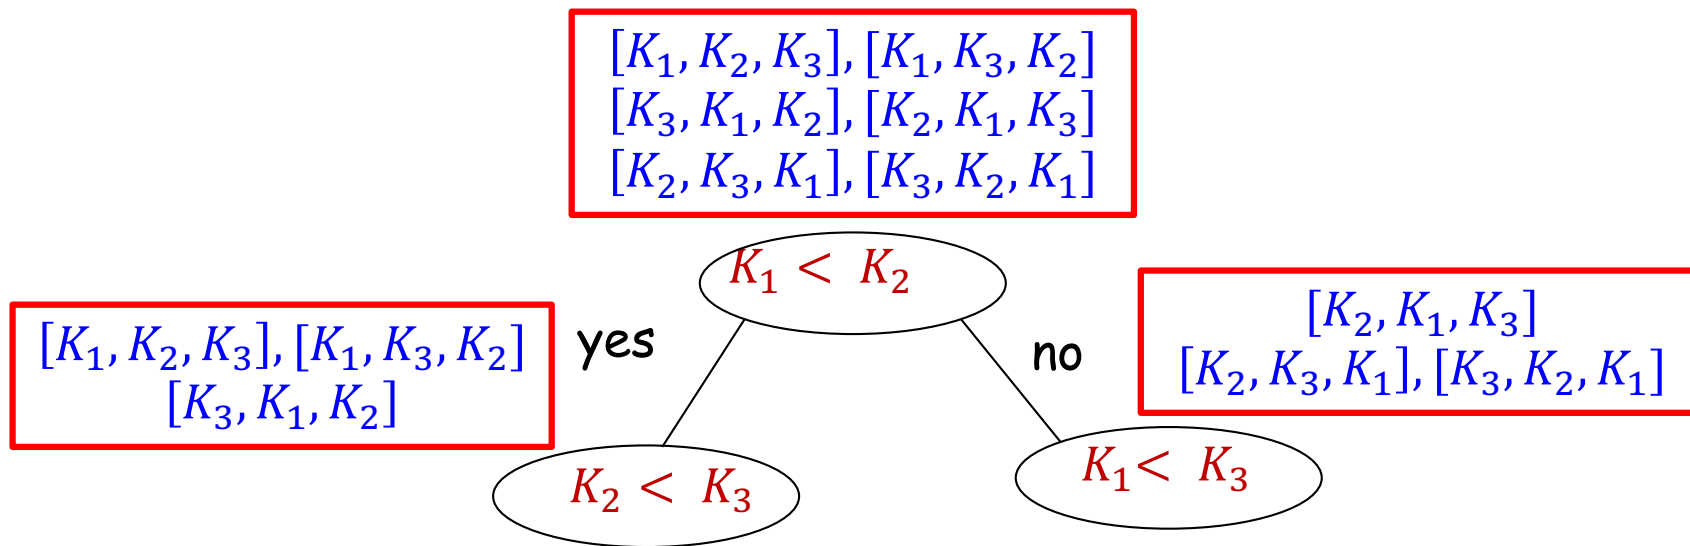 [K₁, K₂, K₃], [K₁, K₃, K₂]
[K₃, K₁, K₂], [K₂, K₁, K₃]
[K₂, K₃, K₁], [K₃, K₂, K₁]
K₁ < K₂
[K₁, K₂, K₃], [K₁, K₃, K₂]
[K₃, K₁, K₂]
yes
no
[K₂, K₁, K₃]
[K₂, K₃, K₁], [K₃, K₂, K₁]
K₂ < K₃
K₁< K₃